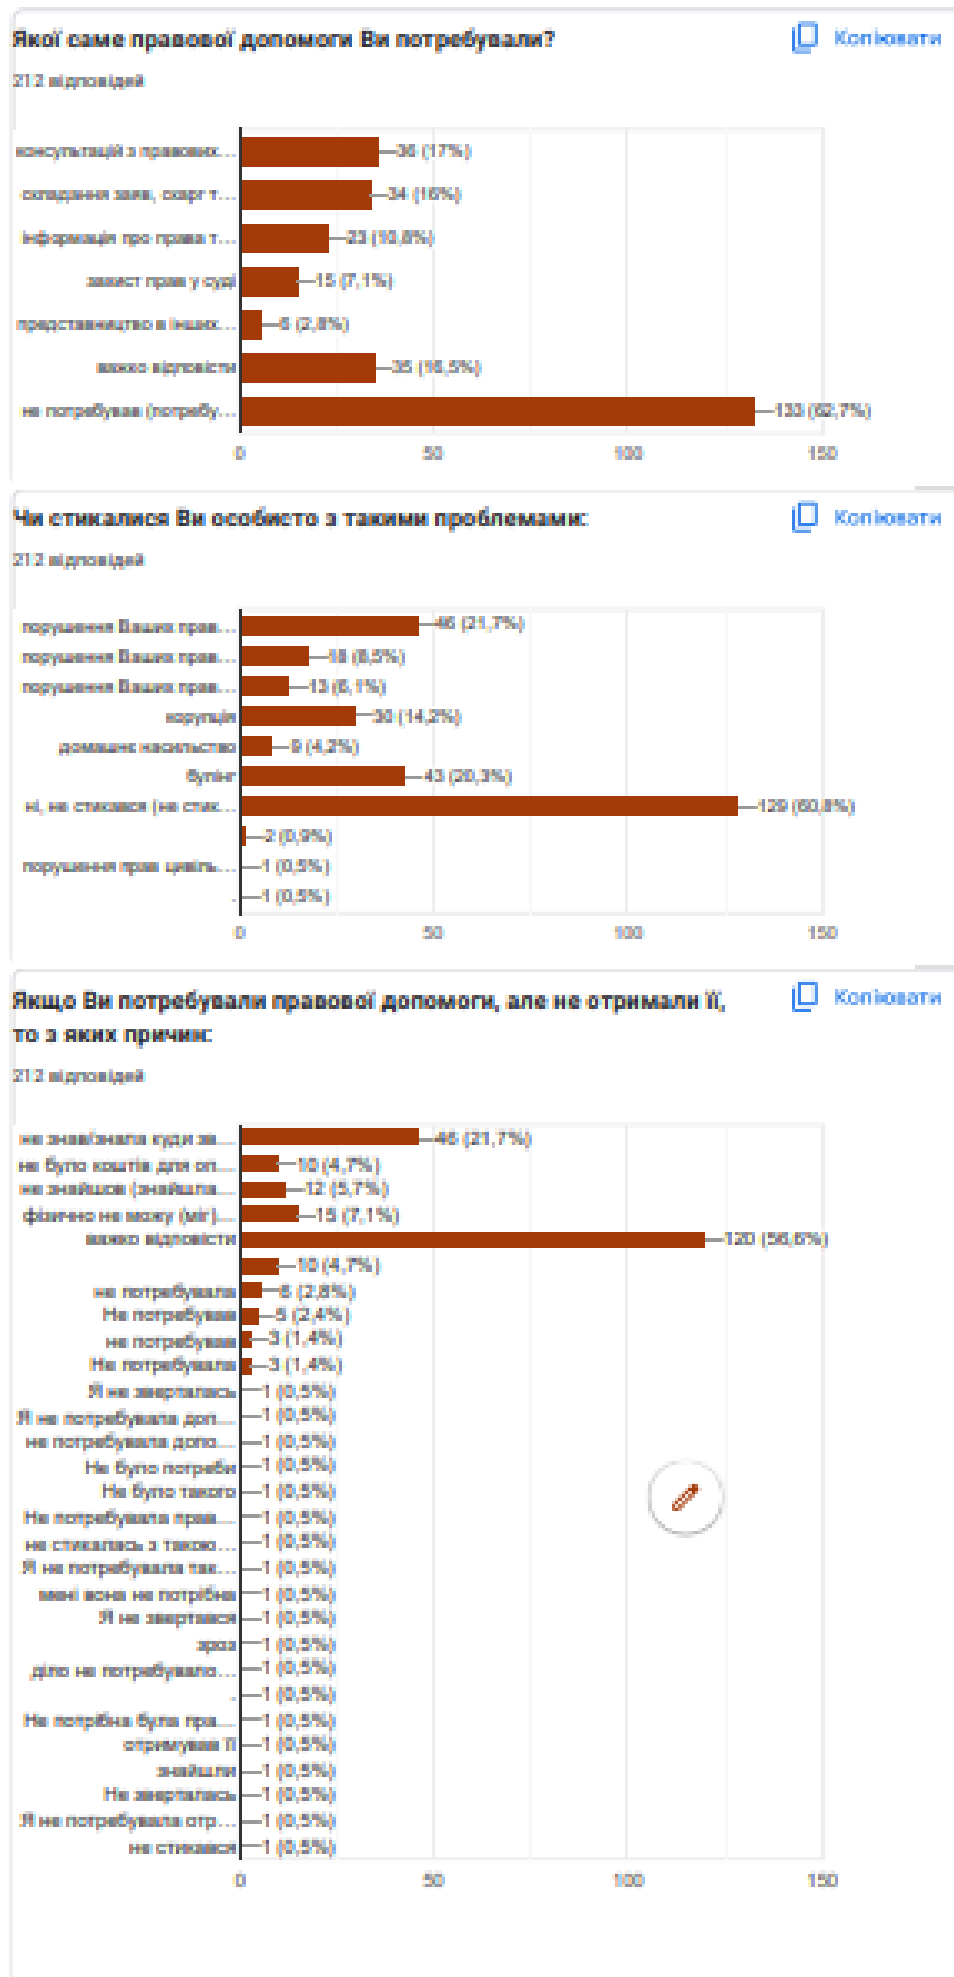 Якої саме правової допомоги Ви потребували?
Копіювати
212 відповідей
консультацій з правових...
36 (17%)
складання заяв, скарг т...
34 (16%)
інформація про права т...
23 (10,8%)
захист прав у суді
15 (7,1%)
представництво в інших...
6 (2,8%)
важко відповісти
35 (16,5%)
не потребував (потребу...
133 (62,7%)
0 50 100 150
Чи стикалися Ви особисто з такими проблемами:
Копіювати
212 відповідей
порушення Ваших прав...
46 (21,7%)
порушення Ваших прав...
18 (8,5%)
порушення Ваших прав...
13 (6,1%)
корупція
30 (14,2%)
домашнє насильство
9 (4,2%)
булінг
43 (20,3%)
ні, не стикався (не стик...
129 (60,8%)
2 (0,9%)
порушення прав цивіль...
1 (0,5%)
.
1 (0,5%)
0 50 100 150
Якщо Ви потребували правової допомоги, але не отримали її,
то з яких причин:
Копіювати
212 відповідей
не знав/знала куди зв...
46 (21,7%)
не було коштів для оп...
10 (4,7%)
не знайшов (знайшла...
12 (5,7%)
фізично не можу (міг)...
15 (7,1%)
важко відповісти
120 (56,6%)
10 (4,7%)
не потребувала
6 (2,8%)
Не потребував
5 (2,4%)
не потребував
3 (1,4%)
Не потребувала
3 (1,4%)
Я не зверталась
1 (0,5%)
Я не потребувала доп...
1 (0,5%)
не потребувала допо...
1 (0,5%)
Не було потреби
1 (0,5%)
Не було такого
1 (0,5%)
Не потребувала прав...
1 (0,5%)
не стикалась з такою...
1 (0,5%)
Я не потребувала так...
1 (0,5%)
мені вона не потрібна
1 (0,5%)
Я не звертався
1 (0,5%)
1 (0,5%)
діло не потребувало...
1 (0,5%)
.
1 (0,5%)
Не потрібна була пра...
1 (0,5%)
отримував її
1 (0,5%)
знайшли
1 (0,5%)
Не зверталась
1 (0,5%)
Я не потребувала отр...
1 (0,5%)
не стикався
1 (0,5%)
0 50 100 150